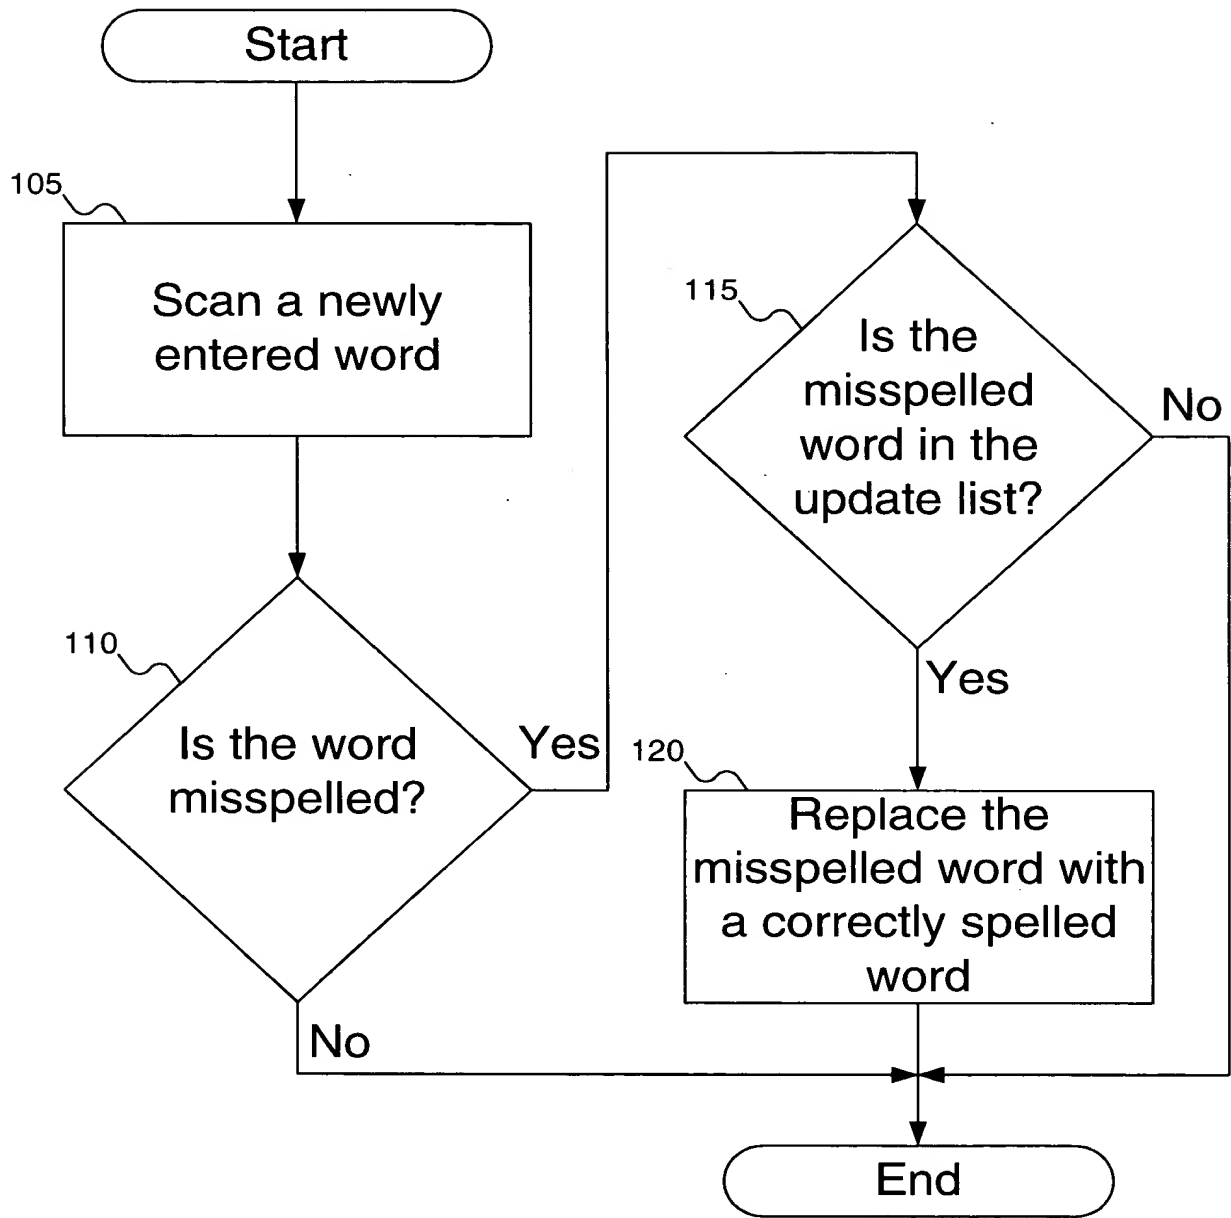 Start
105
Scan a newly
entered word
110
Is the word
misspelled?
Yes
No
115
Is the
misspelled
word in the
update list?
No
Yes
120
Replace the
misspelled word with
a correctly spelled
word
End